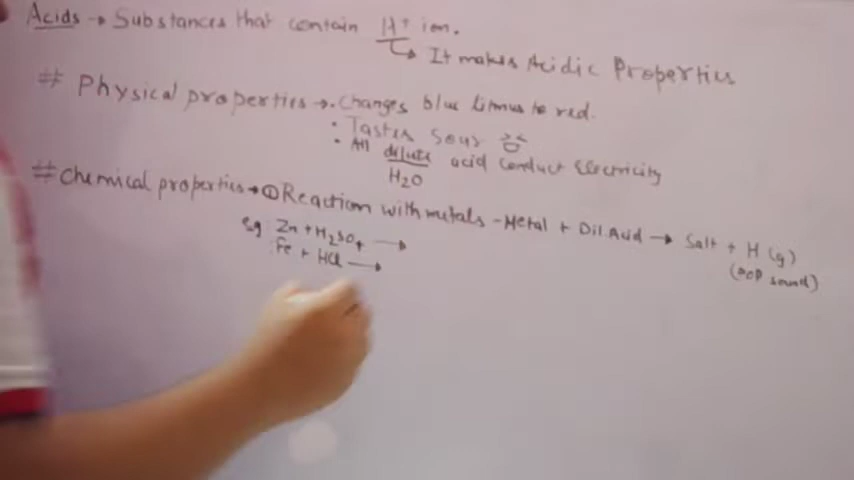 Acids → Substances that contain H⁺ ion.
↳ It makes Acidic Properties
# Physical properties → • Changes blue litmus to red.
• Tastes Sour
• All dilute acid conduct Electricity
H₂O
# Chemical properties → ① Reaction with metals - Metal + Dil. Acid → Salt + H (g)
(POP sound)
eg Zn + H₂SO₄ →
Fe + HCl →